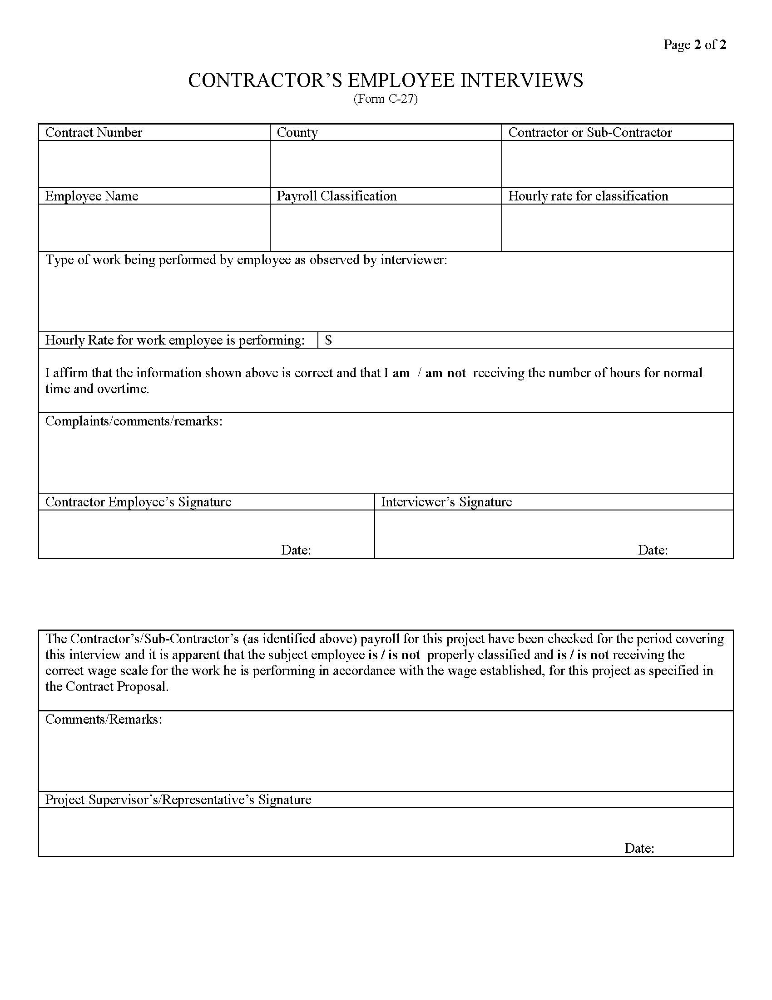 Page 2 of 2
CONTRACTOR’S EMPLOYEE INTERVIEWS
(Form C-27)
Contract Number County Contractor or Sub-Contractor
Employee Name Payroll Classification Hourly rate for classification
Type of work being performed by employee as observed by interviewer:
Hourly Rate for work employee is performing: $
I affirm that the information shown above is correct and that I am / am not receiving the number of hours for normal
time and overtime.
Complaints/comments/remarks:
Contractor Employee’s Signature Interviewer’s Signature
Date: Date:
The Contractor’s/Sub-Contractor’s (as identified above) payroll for this project have been checked for the period covering
this interview and it is apparent that the subject employee is / is not properly classified and is / is not receiving the
correct wage scale for the work he is performing in accordance with the wage established, for this project as specified in
the Contract Proposal.
Comments/Remarks:
Project Supervisor’s/Representative’s Signature
Date: